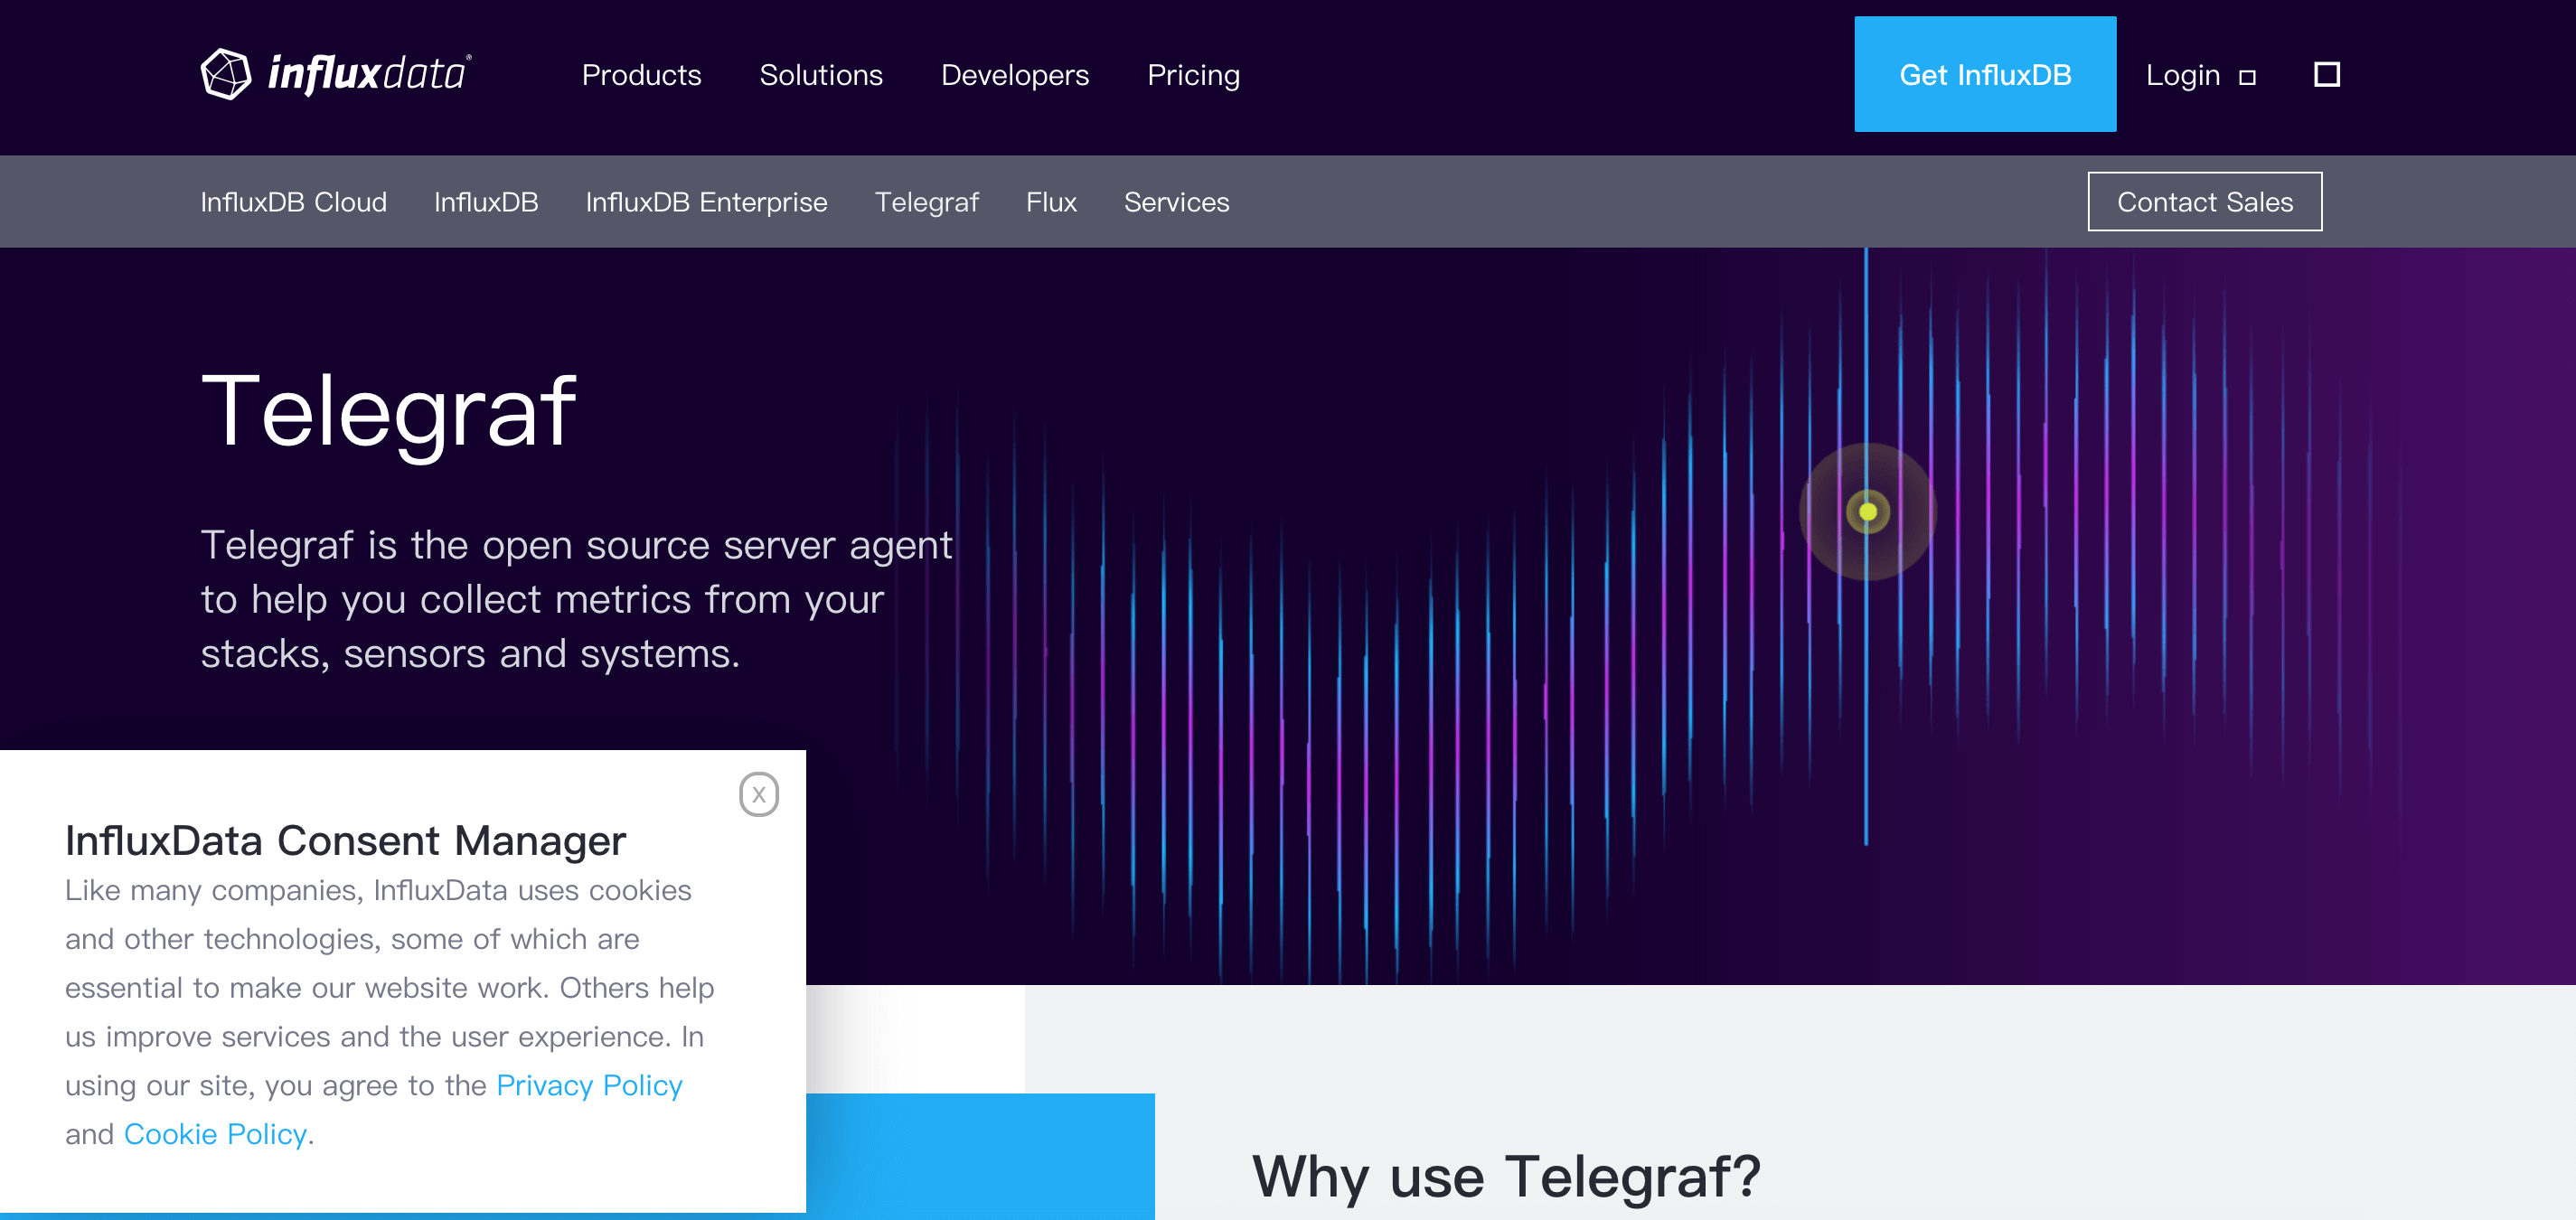 influxdata®
Products Solutions Developers Pricing
Get InfluxDB
Login
InfluxDB Cloud InfluxDB InfluxDB Enterprise Telegraf Flux Services
Contact Sales
Telegraf
Telegraf is the open source server agent
to help you collect metrics from your
stacks, sensors and systems.
X
InfluxData Consent Manager
Like many companies, InfluxData uses cookies
and other technologies, some of which are
essential to make our website work. Others help
us improve services and the user experience. In
using our site, you agree to the Privacy Policy
and Cookie Policy.
Why use Telegraf?